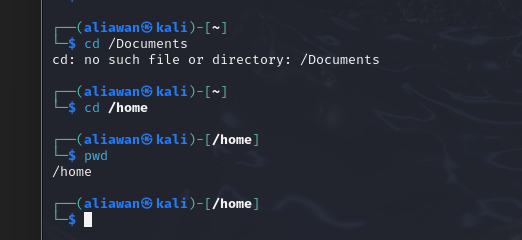 ┌──(aliawan㉿kali)-[~]
└─$ cd /Documents
cd: no such file or directory: /Documents
┌──(aliawan㉿kali)-[~]
└─$ cd /home
┌──(aliawan㉿kali)-[/home]
└─$ pwd
/home
┌──(aliawan㉿kali)-[/home]
└─$